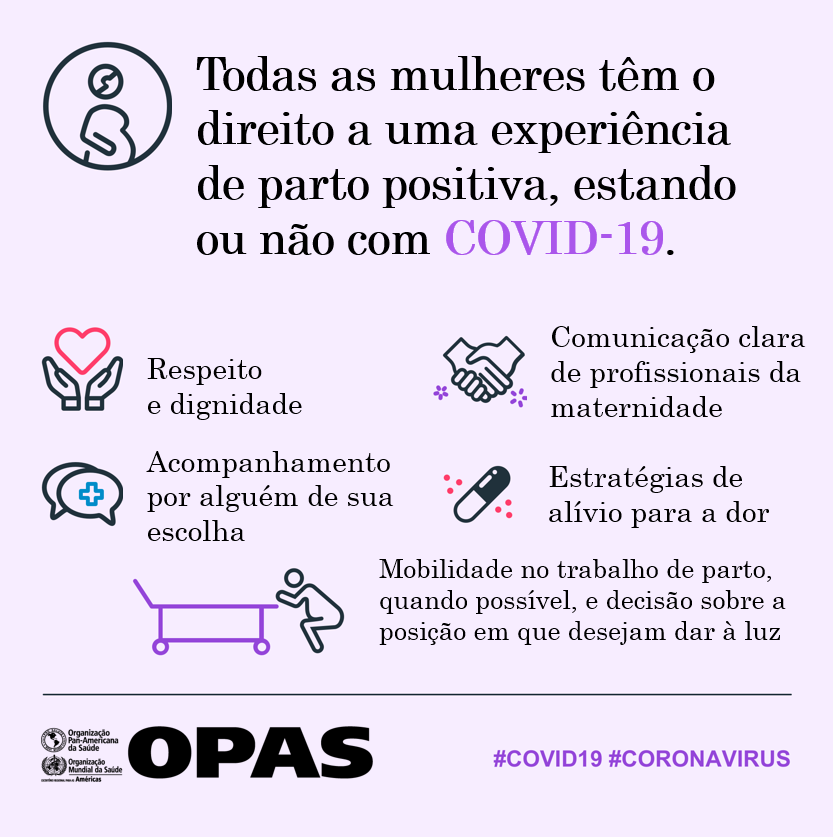 Todas as mulheres têm o
direito a uma experiência
de parto positiva, estando
ou não com COVID-19.
Respeito
e dignidade
Comunicação clara
de profissionais da
maternidade
Acompanhamento
por alguém de sua
escolha
Estratégias de
alívio para a dor
Mobilidade no trabalho de parto,
quando possível, e decisão sobre a
posição em que desejam dar à luz
Organização
Pan-Americana
da Saúde
Organização
Mundial da Saúde
Américas
OPAS
#COVID19 #CORONAVIRUS